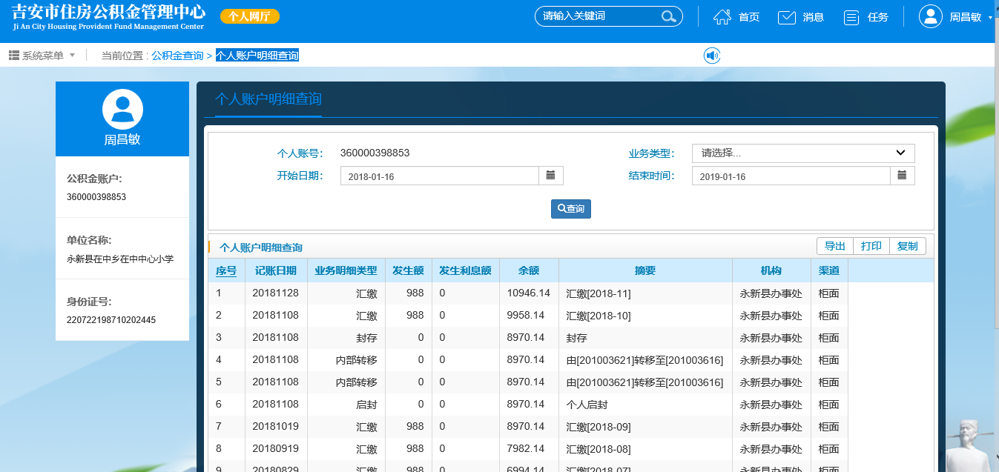 吉安市住房公积金管理中心
Ji An City Housing Provident Fund Management Center
个人网厅
请输入关键词
首页
消息
任务
周昌敏
系统菜单
当前位置 : 公积金查询 > 个人账户明细查询
周昌敏
公积金账户:
360000398853
单位名称:
永新县在中乡在中中心小学
身份证号:
220722198710202445
个人账户明细查询
个人账号: 360000398853 业务类型: 请选择...
开始日期: 2018-01-16 结束时间: 2019-01-16
查询
个人账户明细查询 导出 打印 复制
序号 记账日期 业务明细类型 发生额 发生利息额 余额 摘要 机构 渠道
1 20181128 汇缴 988 0 10946.14 汇缴[2018-11] 永新县办事处 柜面
2 20181108 汇缴 988 0 9958.14 汇缴[2018-10] 永新县办事处 柜面
3 20181108 封存 0 0 8970.14 封存 永新县办事处 柜面
4 20181108 内部转移 0 0 8970.14 由[201003621]转移至[201003616] 永新县办事处 柜面
5 20181108 内部转移 0 0 8970.14 由[201003621]转移至[201003616] 永新县办事处 柜面
6 20181108 启封 0 0 8970.14 个人启封 永新县办事处 柜面
7 20181019 汇缴 988 0 8970.14 汇缴[2018-09] 永新县办事处 柜面
8 20180919 汇缴 988 0 7982.14 汇缴[2018-08] 永新县办事处 柜面
9 20180829 汇缴 988 0 6994.14 汇缴[2018-07] 永新县办事处 柜面